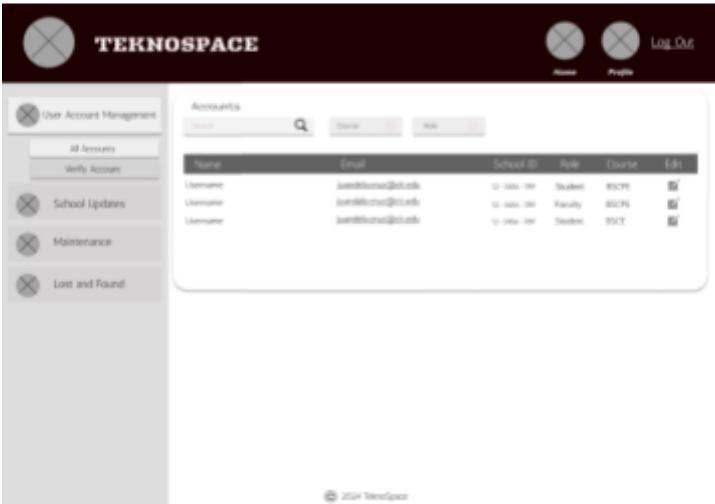 TEKNOSPACE
Home
Profile
Log Out
User Account Management
All Accounts
Verify Account
School Updates
Maintenance
Lost and Found
Accounts
Search
Course
Role
Name Email School ID Role Course Edit
Username Student
Username Faculty
Username Student BSCE
© 2024 TeknoSpace